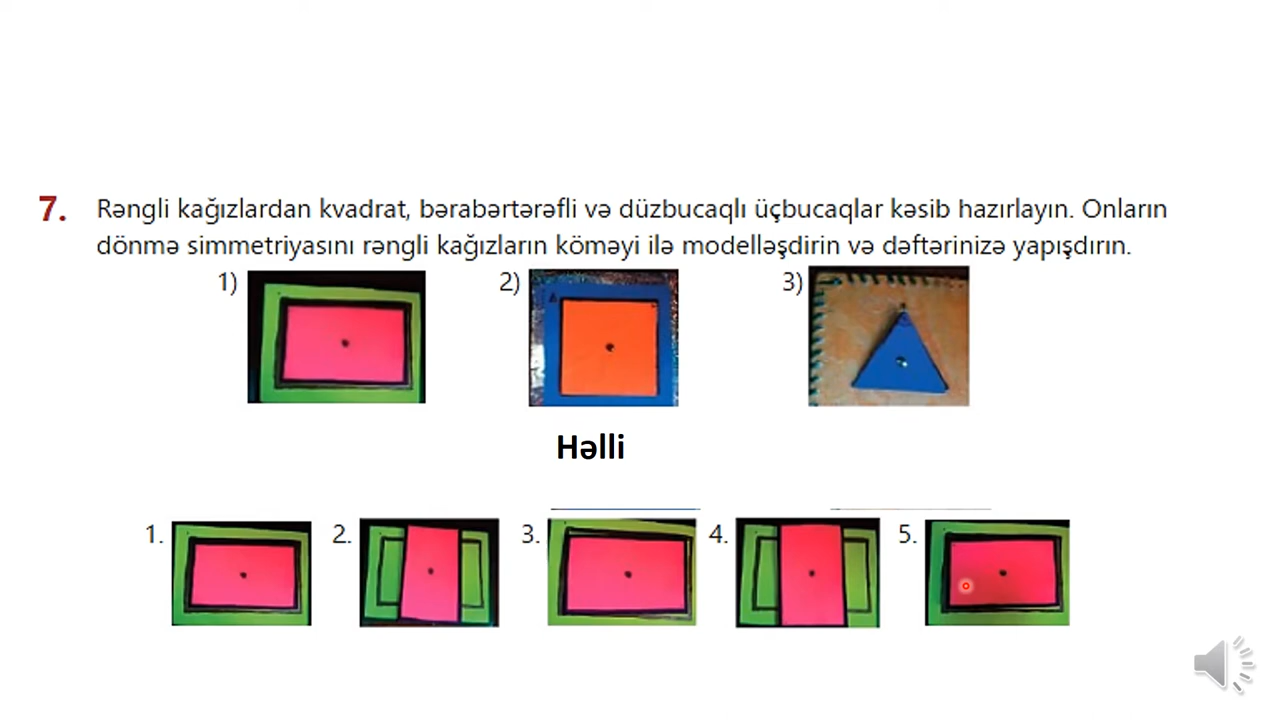 7. Rəngli kağızlardan kvadrat, bərabərtərəfli və düzbucaqlı üçbucaqlar kəsib hazırlayın. Onların
dönmə simmetriyasını rəngli kağızların köməyi ilə modelləşdirin və dəftərinizə yapışdırın.
1) 2) 3)
Həlli
1. 2. 3. 4. 5.